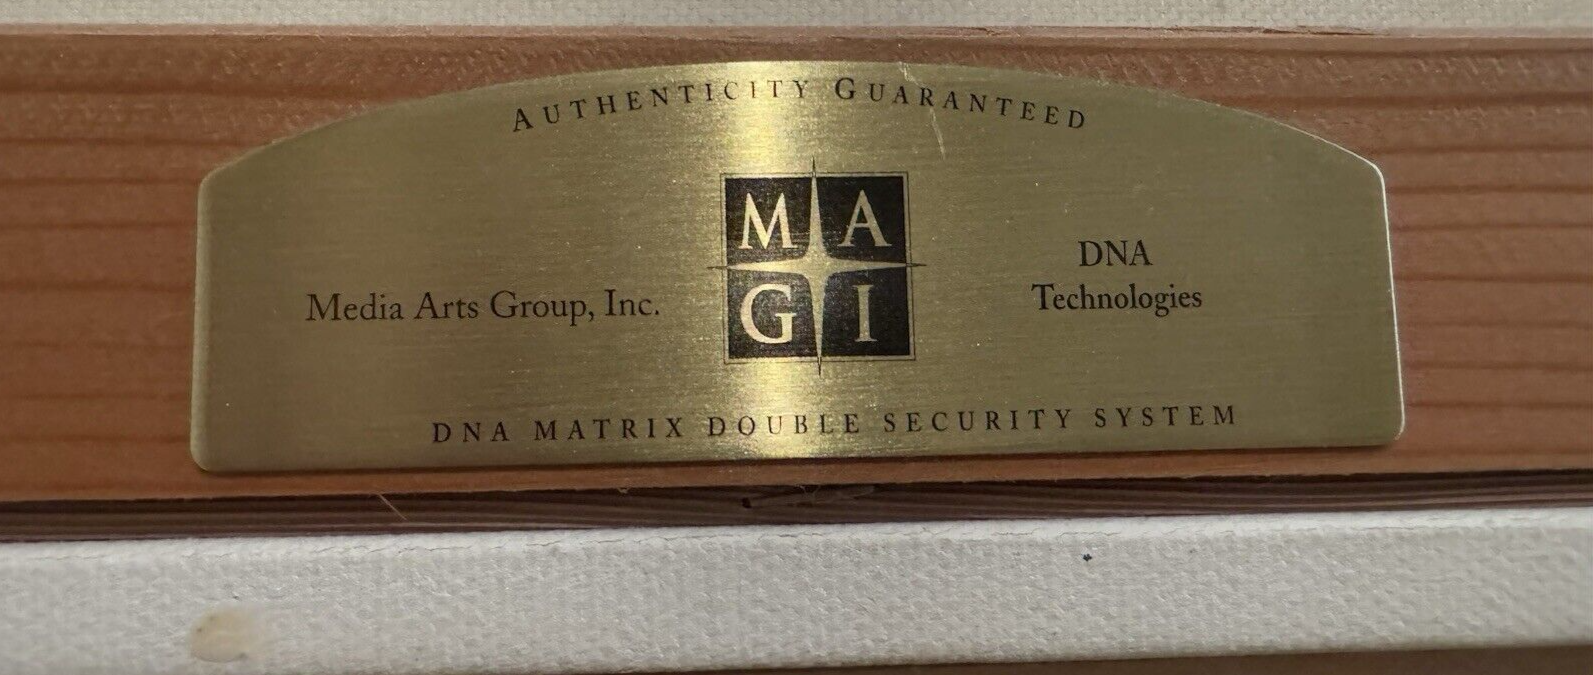 AUTHENTICITY GUARANTEED
MA
GI
Media Arts Group, Inc.
DNA
Technologies
DNA MATRIX DOUBLE SECURITY SYSTEM